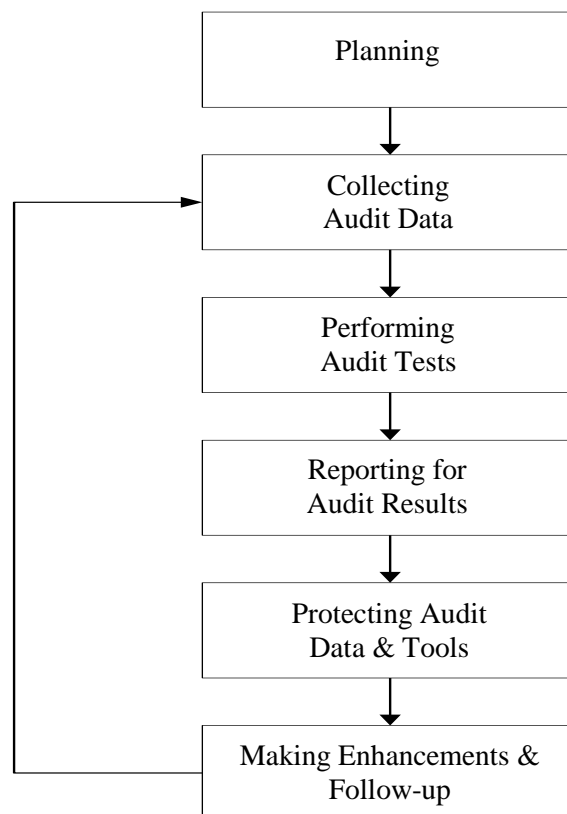 Planning
Collecting
Audit Data
Performing
Audit Tests
Reporting for
Audit Results
Protecting Audit
Data & Tools
Making Enhancements &
Follow-up